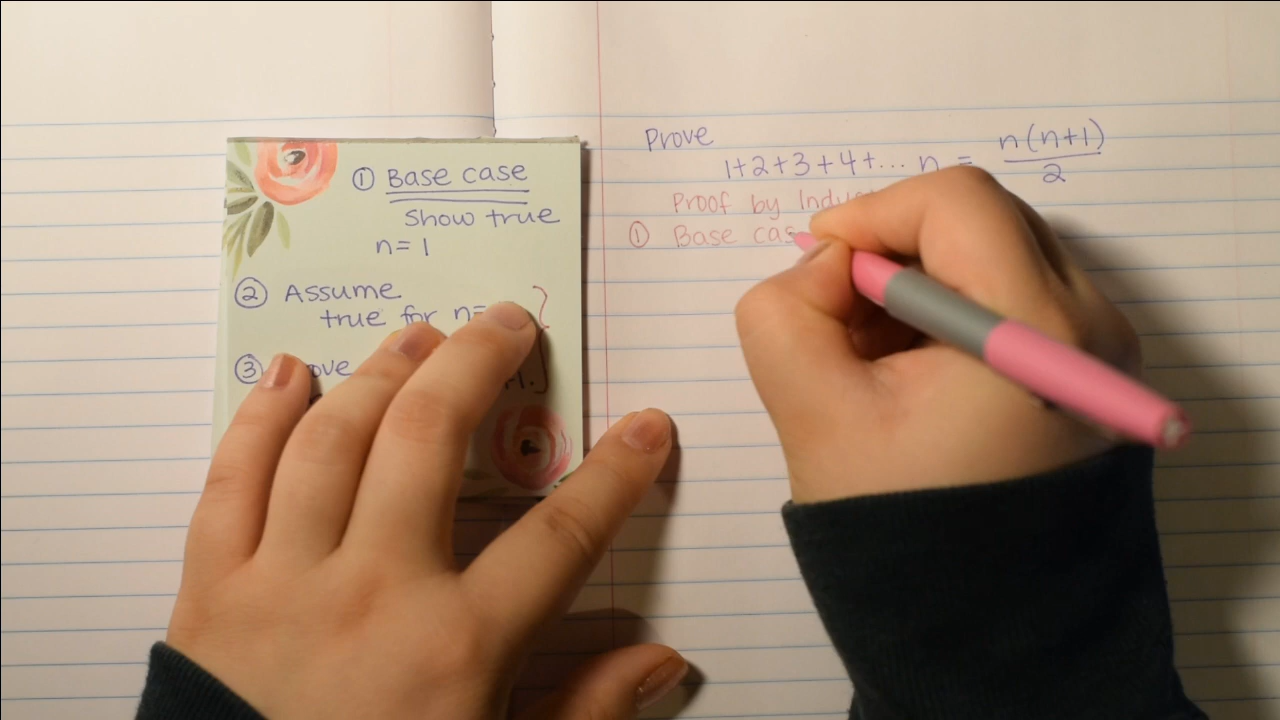 ① Base case
Show true
n= 1
② Assume
true for n=
③
Prove
1+2+3+4+... n = n(n+1)/2
Proof by
① Base cas